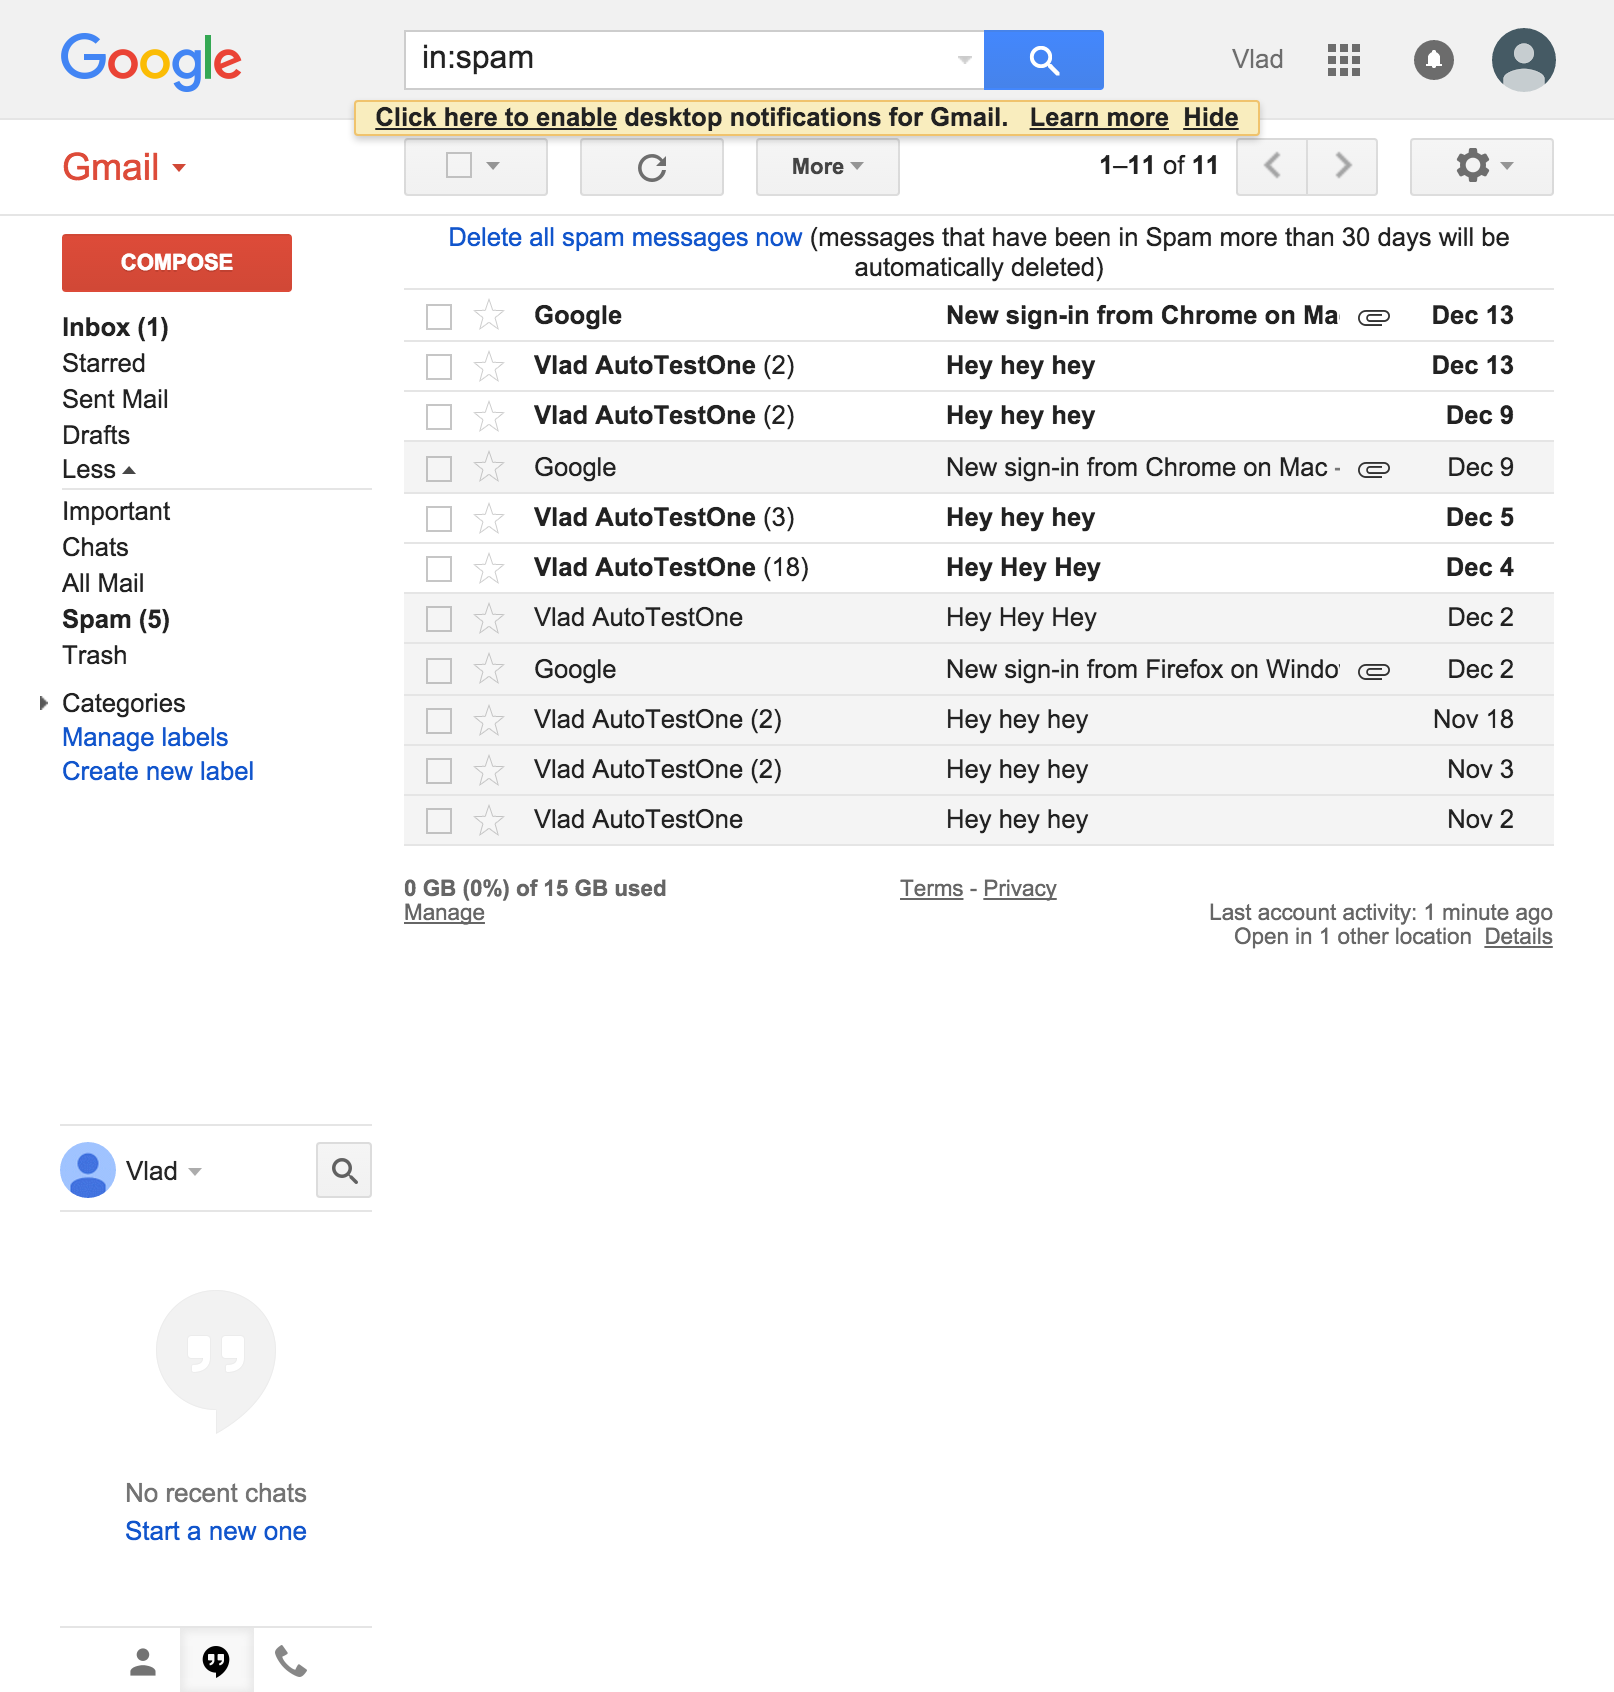 Google
in:spam
Vlad
Click here to enable desktop notifications for Gmail. Learn more Hide
Gmail
More
1–11 of 11
Delete all spam messages now (messages that have been in Spam more than 30 days will be
automatically deleted)
COMPOSE
Inbox (1)
Starred
Sent Mail
Drafts
Less
Important
Chats
All Mail
Spam (5)
Trash
Categories
Manage labels
Create new label
Google New sign-in from Chrome on Ma Dec 13
Vlad AutoTestOne (2) Hey hey hey Dec 13
Vlad AutoTestOne (2) Hey hey hey Dec 9
Google New sign-in from Chrome on Mac - Dec 9
Vlad AutoTestOne (3) Hey hey hey Dec 5
Vlad AutoTestOne (18) Hey Hey Hey Dec 4
Vlad AutoTestOne Hey Hey Hey Dec 2
Google New sign-in from Firefox on Windo Dec 2
Vlad AutoTestOne (2) Hey hey hey Nov 18
Vlad AutoTestOne (2) Hey hey hey Nov 3
Vlad AutoTestOne Hey hey hey Nov 2
0 GB (0%) of 15 GB used
Manage
Terms - Privacy
Last account activity: 1 minute ago
Open in 1 other location Details
Vlad
No recent chats
Start a new one